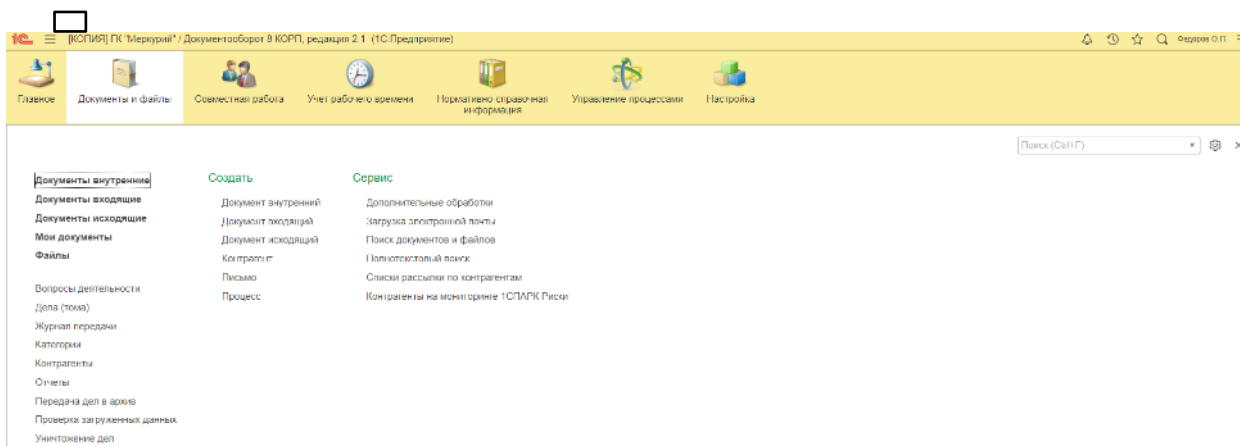 1С [КОПИЯ] ГК "Меркурий" / Документооборот 8 КОРП, редакция 2.1 (1С:Предприятие) Федоров О.П.
Главное Документы и файлы Совместная работа Учет рабочего времени Нормативно справочная информация Управление процессами Настройка
Поиск (Ctrl+F)
Документы внутренние
Документы входящие
Документы исходящие
Мои документы
Файлы
Вопросы деятельности
Дела (тома)
Журнал передачи
Категории
Контрагенты
Отчеты
Передача дел в архив
Проверка загруженных данных
Уничтожение дел
Создать
Документ внутренний
Документ входящий
Документ исходящий
Контрагент
Письмо
Процесс
Сервис
Дополнительные обработки
Загрузка электронной почты
Поиск документов и файлов
Полнотекстовый поиск
Списки рассылки по контрагентам
Контрагенты на мониторинге 1СПАРК Риски